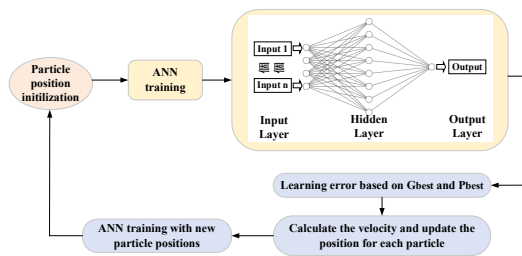 Particle
position
initilization
ANN
training
Input 1
Input n
Input
Layer
Hidden
Layer
Output
Output
Layer
Learning error based on Gbest and Pbest
Calculate the velocity and update the
position for each particle
ANN training with new
particle positions